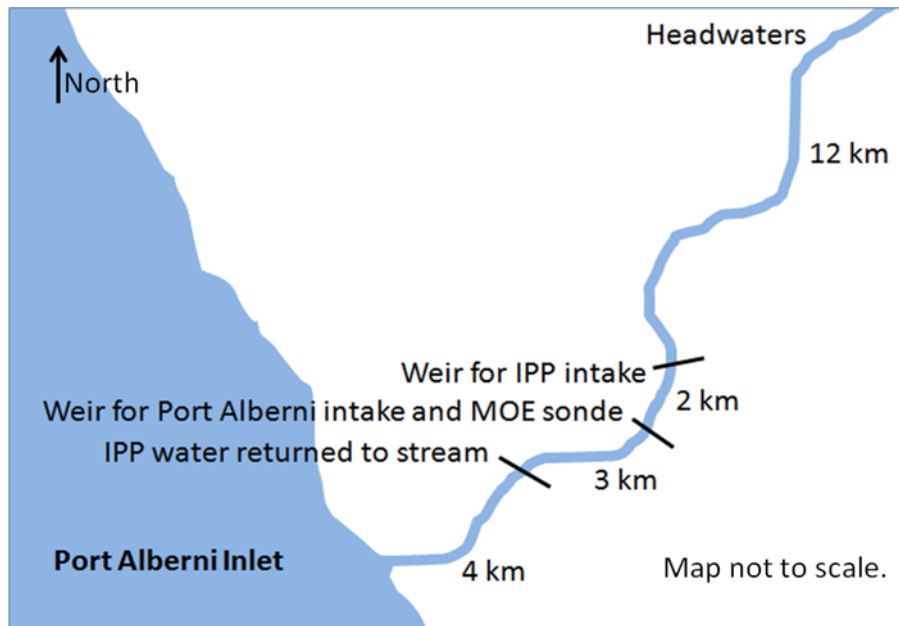 Headwaters
North
12 km
Weir for IPP intake
2 km
Weir for Port Alberni intake and MOE sonde
IPP water returned to stream
3 km
Port Alberni Inlet
4 km
Map not to scale.